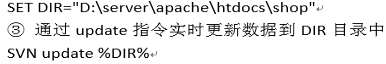 SET DIR="D:\server\apache\htdocs\shop"
③ 通过 update 指令实时更新数据到 DIR 目录中
SVN update %DIR%